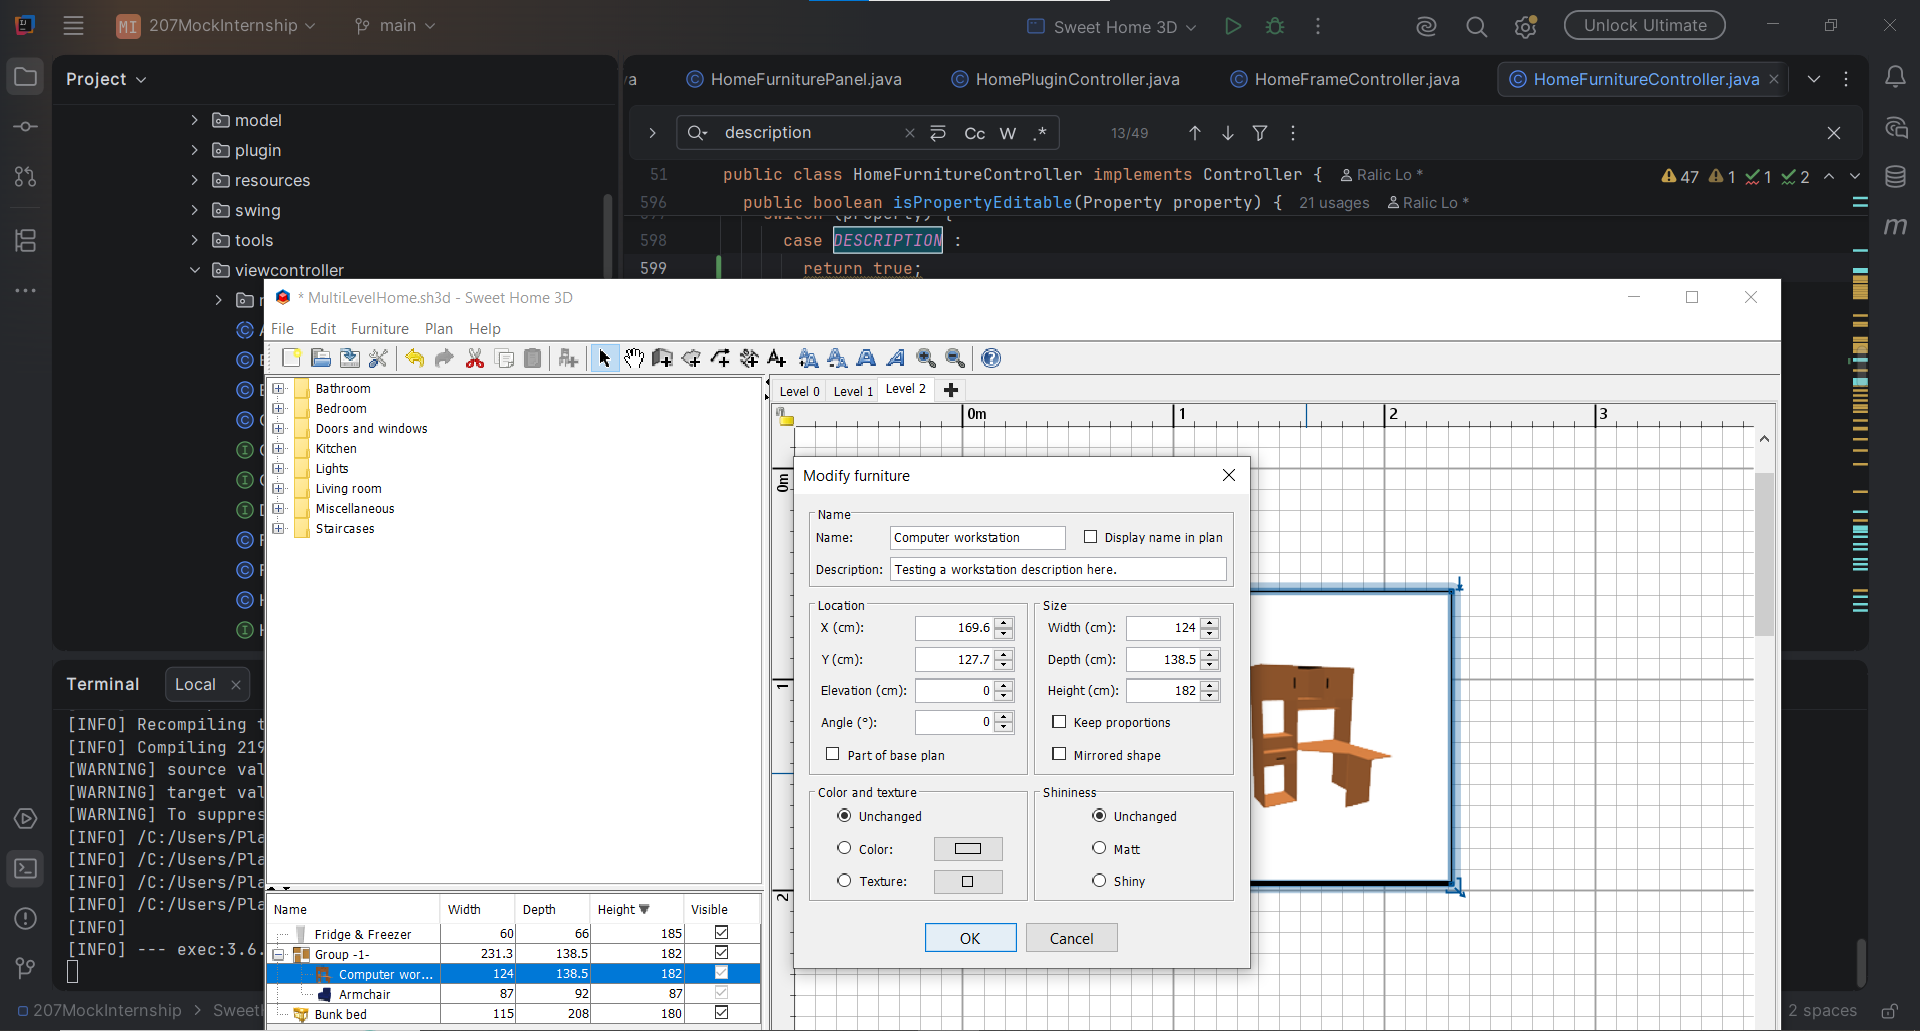 MI 207MockInternship
main
Sweet Home 3D
Unlock Ultimate
Project
va
HomeFurniturePanel.java
HomePluginController.java
HomeFrameController.java
HomeFurnitureController.java
description
Cc W .*
13/49
model
plugin
resources
swing
tools
viewcontroller
51 public class HomeFurnitureController implements Controller { Ralic Lo *
47 1 1 2
596 public boolean isPropertyEditable(Property property) { 21 usages Ralic Lo *
switch (property) {
598 case DESCRIPTION :
599 return true;
* MultiLevelHome.sh3d - Sweet Home 3D
File Edit Furniture Plan Help
Bathroom
Bedroom
Doors and windows
Kitchen
Lights
Living room
Miscellaneous
Staircases
Level 0 Level 1 Level 2
0m 1 2 3
0m
1
2
Modify furniture
Name
Name: Computer workstation Display name in plan
Description: Testing a workstation description here.
Location
X (cm): 169.6
Y (cm): 127.7
Elevation (cm): 0
Angle (°): 0
Part of base plan
Size
Width (cm): 124
Depth (cm): 138.5
Height (cm): 182
Keep proportions
Mirrored shape
Color and texture
Unchanged
Color:
Texture:
Shininess
Unchanged
Matt
Shiny
OK Cancel
Name Width Depth Height Visible
Fridge & Freezer 60 66 185
Group -1- 231.3 138.5 182
Computer wor... 124 138.5 182
Armchair 87 92 87
Bunk bed 115 208 180
Terminal Local
[INFO] Recompiling t
[INFO] Compiling 219
[WARNING] source val
[WARNING] target val
[WARNING] To suppres
[INFO] /C:/Users/Pla
[INFO] /C:/Users/Pla
[INFO] /C:/Users/Pla
[INFO] /C:/Users/Pla
[INFO]
[INFO] --- exec:3.6.
207MockInternship > SweetH
2 spaces